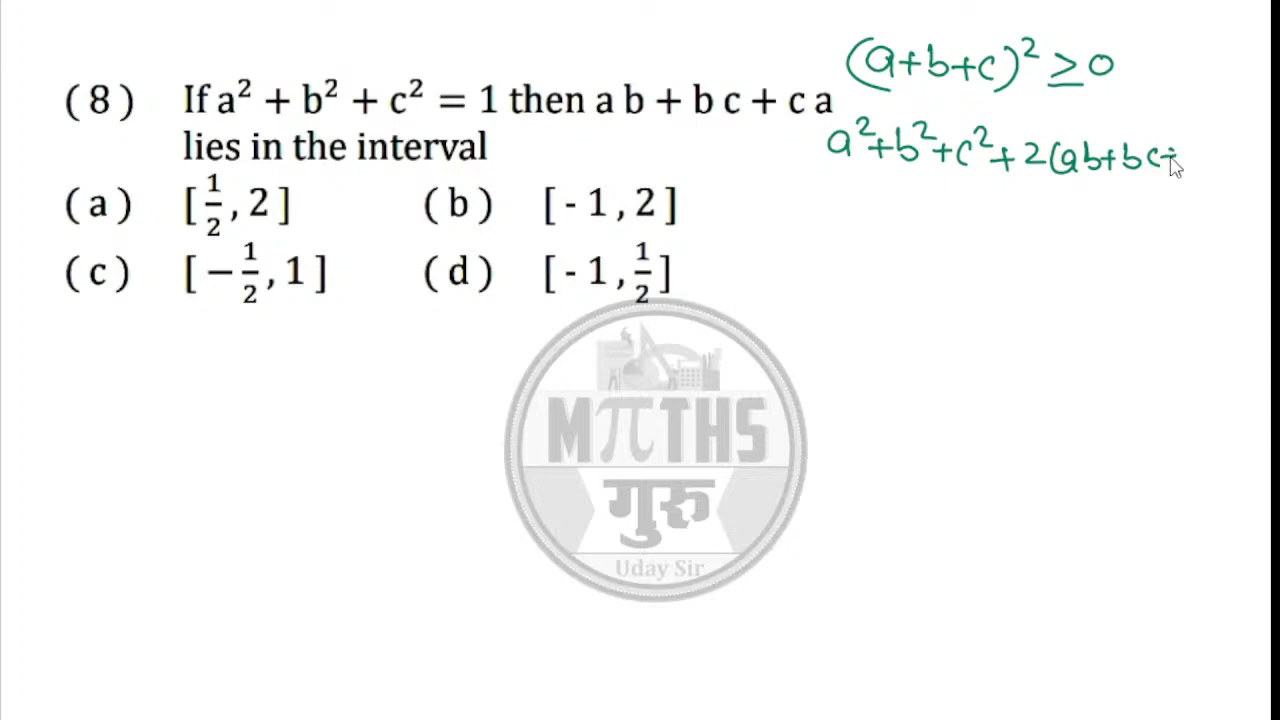 (8) If a² + b² + c² = 1 then a b + b c + c a
lies in the interval
(a) [1/2, 2] (b) [-1, 2]
(c) [−1/2, 1] (d) [-1, 1/2]
(a+b+c)² ≥ 0
a²+b²+c²+2(ab+bc+
MπTHS
गुरु
Uday Sir